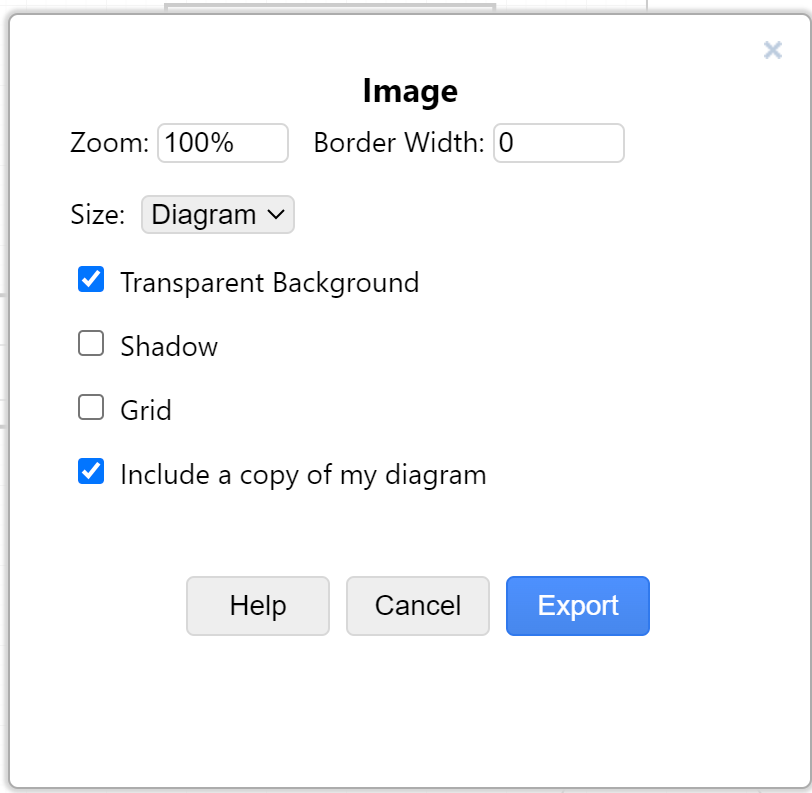 Image
Zoom: 100% Border Width: 0
Size: Diagram
Transparent Background
Shadow
Grid
Include a copy of my diagram
Help Cancel Export